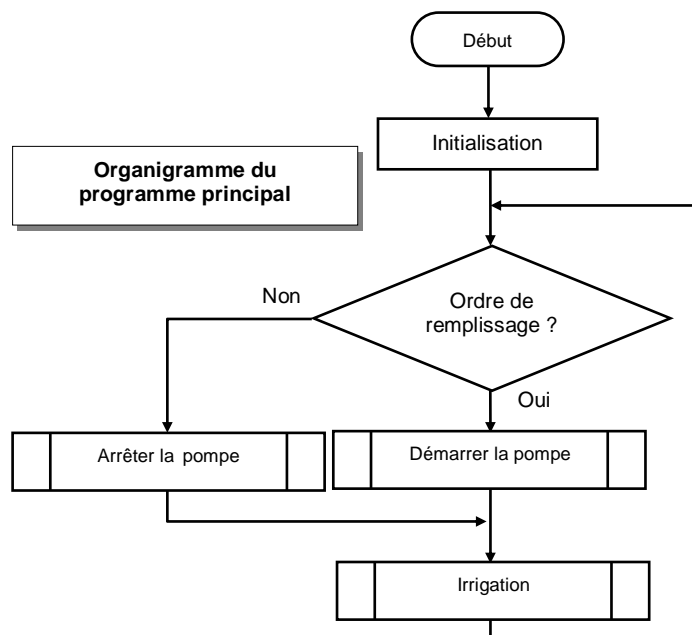 Début
Initialisation
Organigramme du
programme principal
Ordre de
remplissage ?
Non
Oui
Arrêter la pompe
Démarrer la pompe
Irrigation